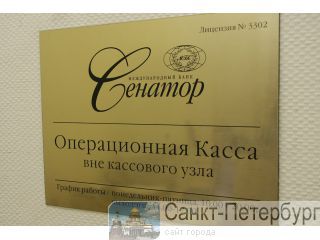 Лицензия № 3302
МЕЖДУНАРОДНЫЙ БАНК
Сенатор
Операционная Касса
вне кассового узла
График работы: понедельник-пятница,
Санкт-Петербург
сайт города